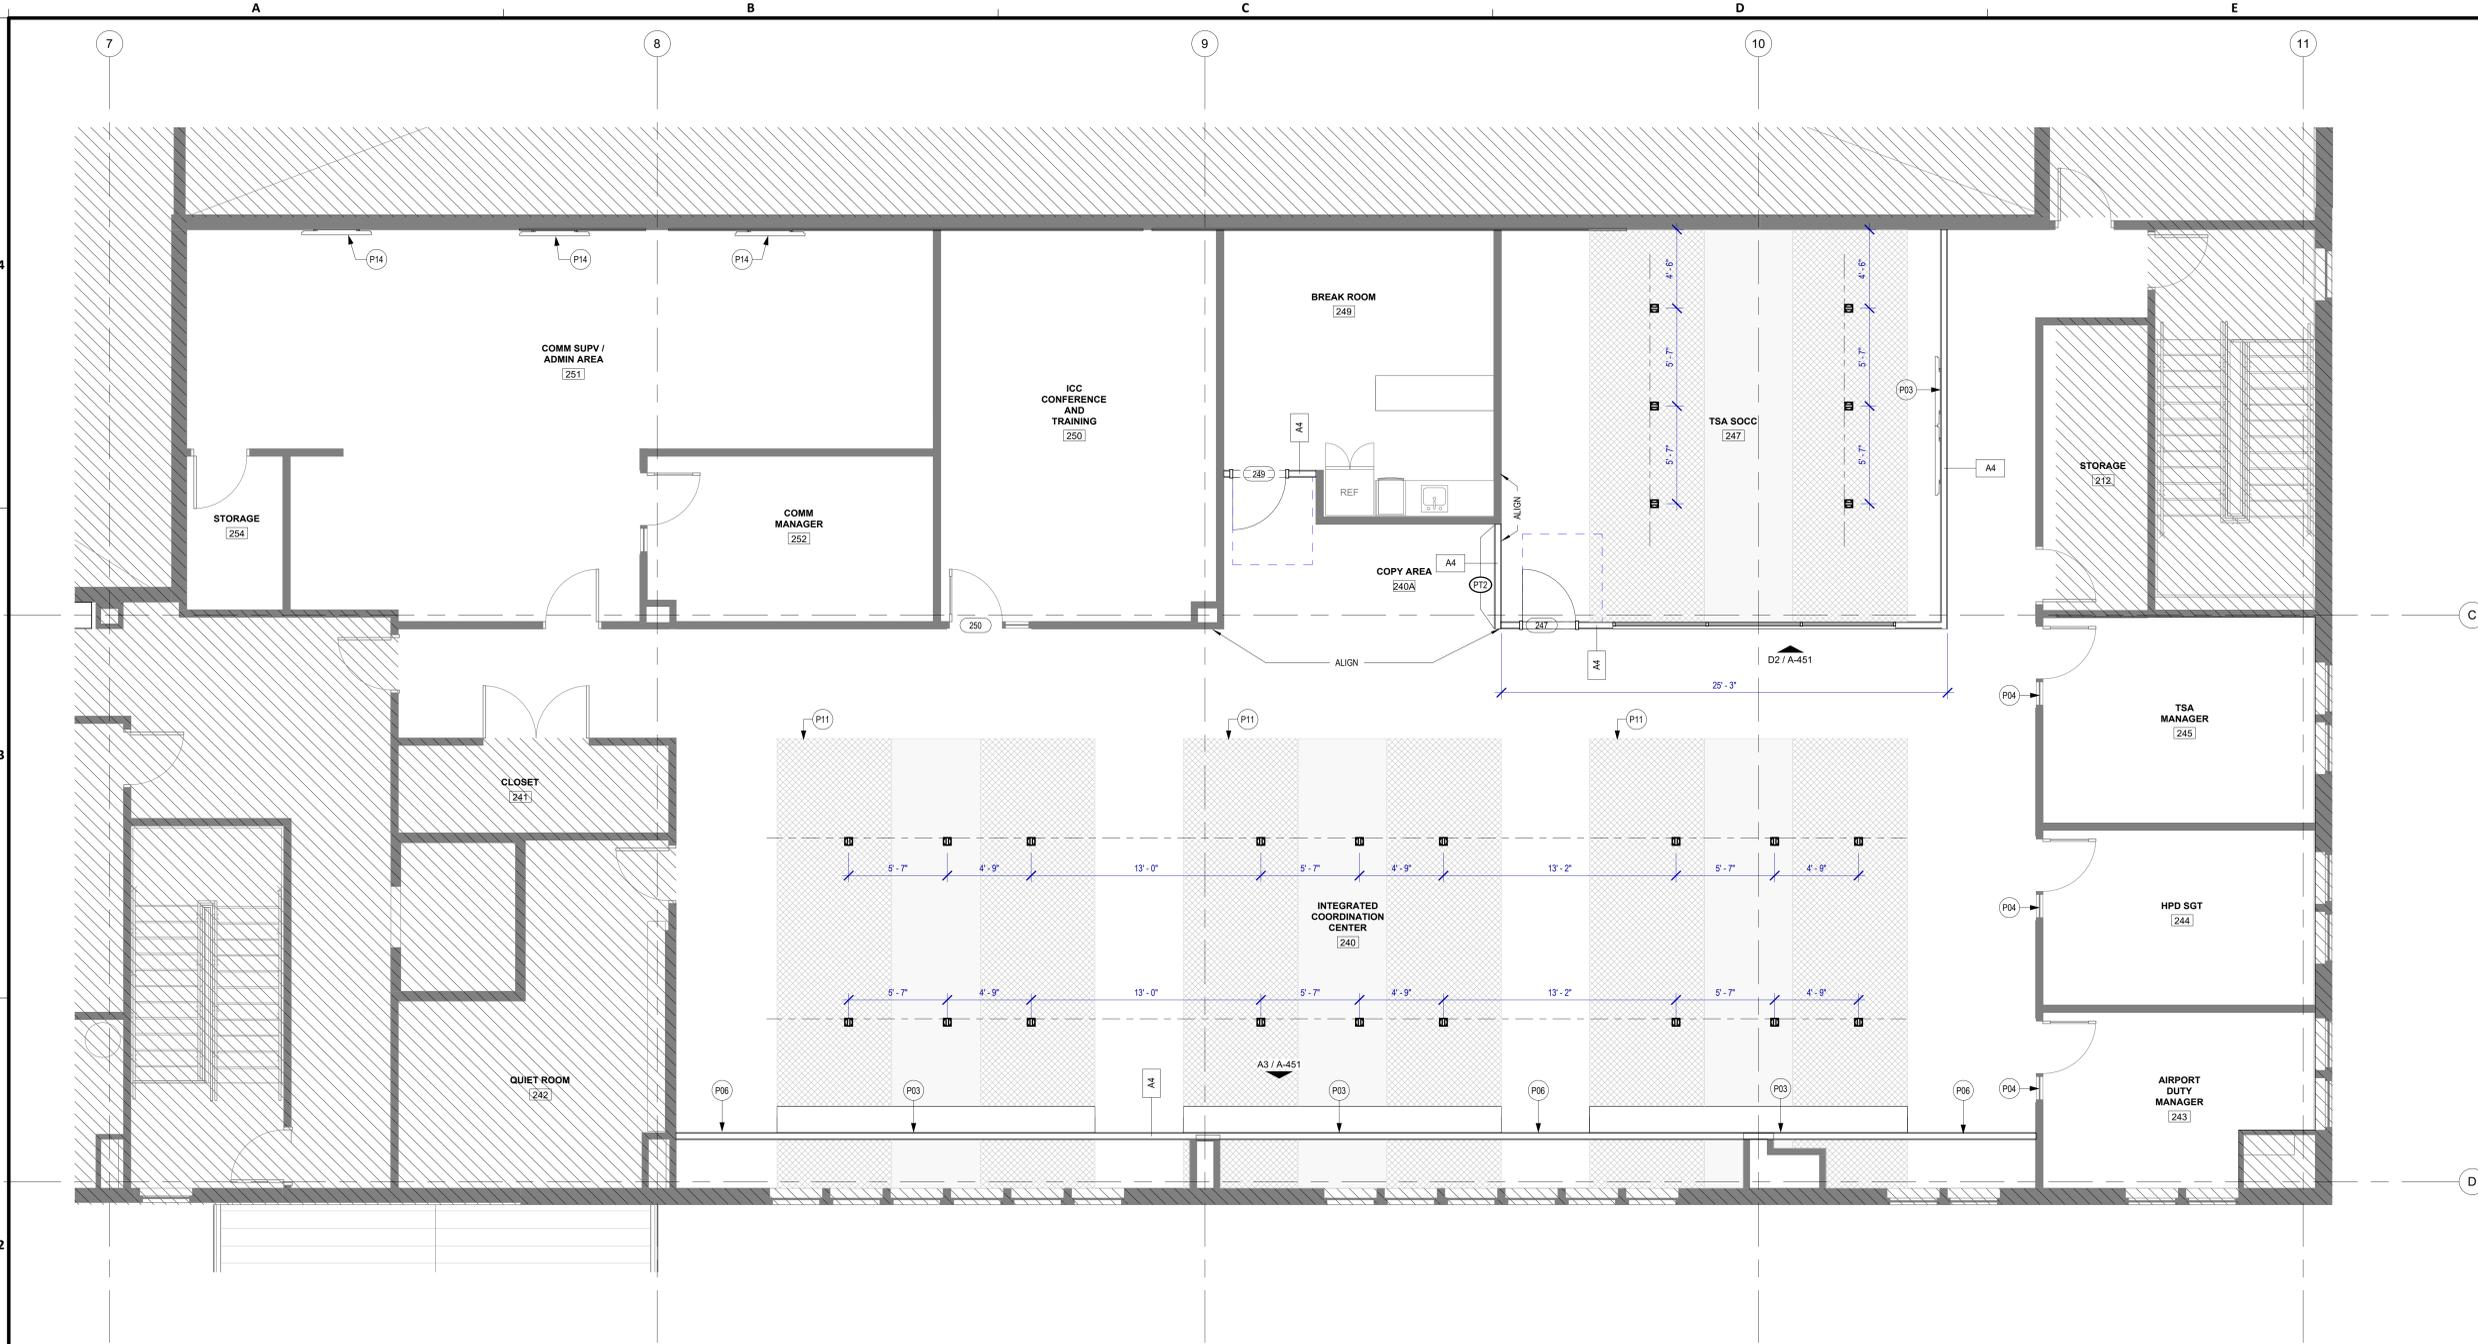 A
B
C
D
E
7
8
9
10
11
4
P14
P14
P14
4' - 6"
4' - 6"
BREAK ROOM
249
COMM SUPV /
ADMIN AREA
251
5' - 7"
5' - 7"
P03
ICC
CONFERENCE
AND
TRAINING
250
A4
TSA SOCC
247
5' - 7"
5' - 7"
249
A4
STORAGE
212
REF
ALIGN
STORAGE
254
COMM
MANAGER
252
COPY AREA
240A
A4
PT2
C
250
247
ALIGN
A4
D2 / A-451
25' - 3"
P04
TSA
MANAGER
245
P11
P11
P11
3
CLOSET
241
5' - 7"
4' - 9"
13' - 0"
5' - 7"
4' - 9"
13' - 2"
5' - 7"
4' - 9"
INTEGRATED
COORDINATION
CENTER
240
P04
HPD SGT
244
5' - 7"
4' - 9"
13' - 0"
5' - 7"
4' - 9"
13' - 2"
5' - 7"
4' - 9"
A3 / A-451
QUIET ROOM
242
P06
P03
A4
P03
P06
P03
P06
P04
AIRPORT
DUTY
MANAGER
243
D
2